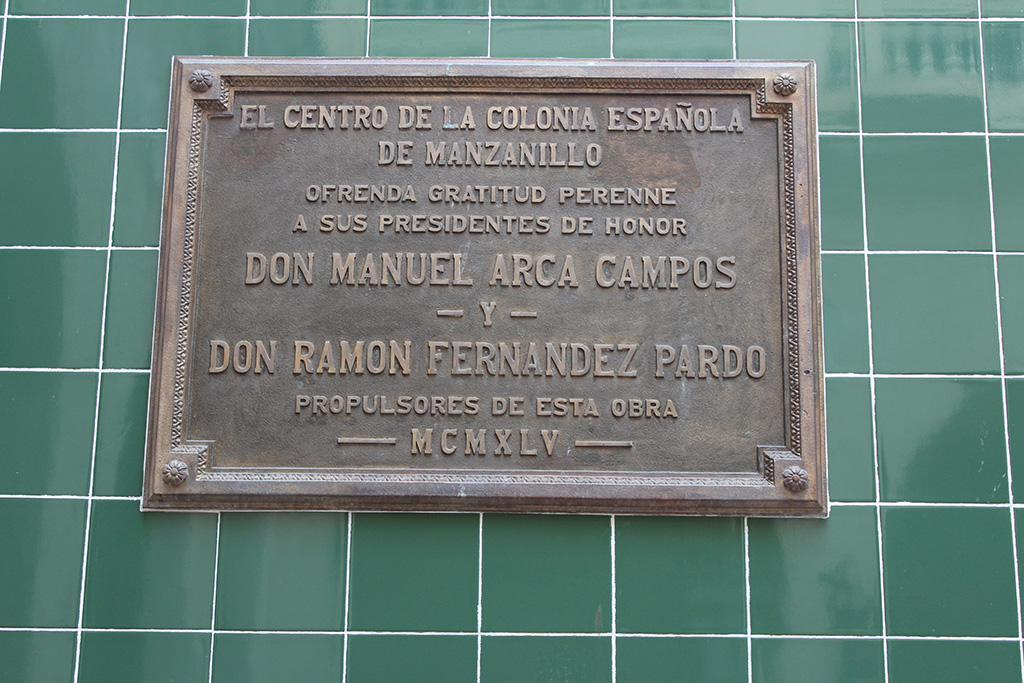 EL CENTRO DE LA COLONIA ESPAÑOLA
DE MANZANILLO
OFRENDA GRATITUD PERENNE
A SUS PRESIDENTES DE HONOR
DON MANUEL ARCA CAMPOS
— Y —
DON RAMON FERNANDEZ PARDO
PROPULSORES DE ESTA OBRA
— MCMXLV —